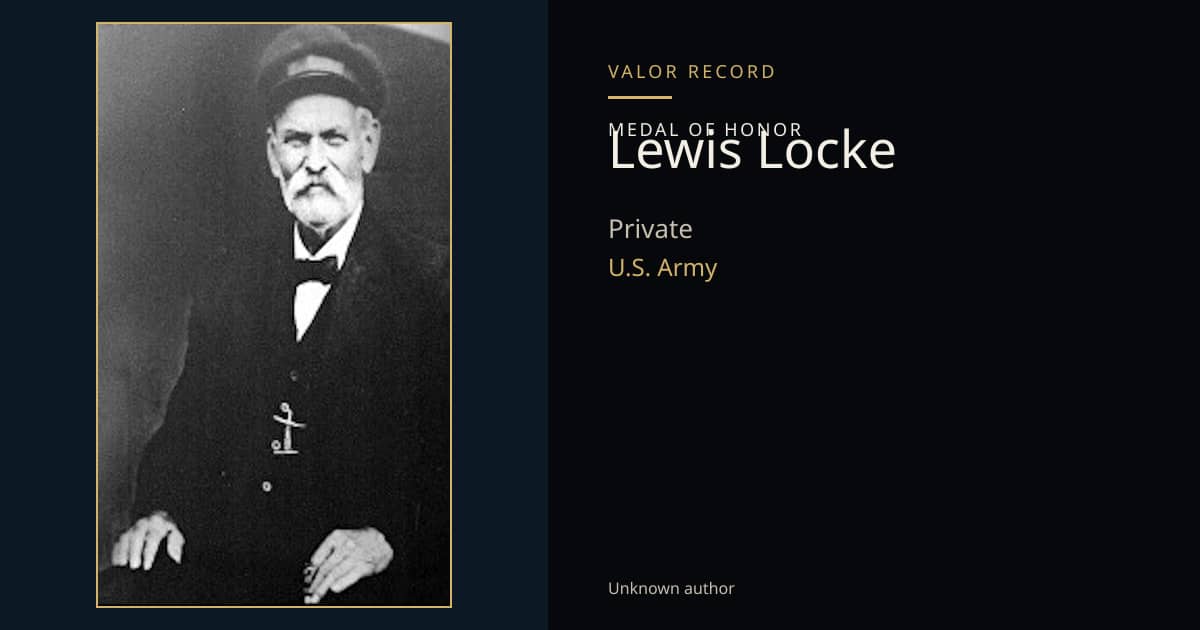 VALOR RECORD
MEDAL OF HONOR
Lewis Locke
Private
U.S. Army
Unknown author